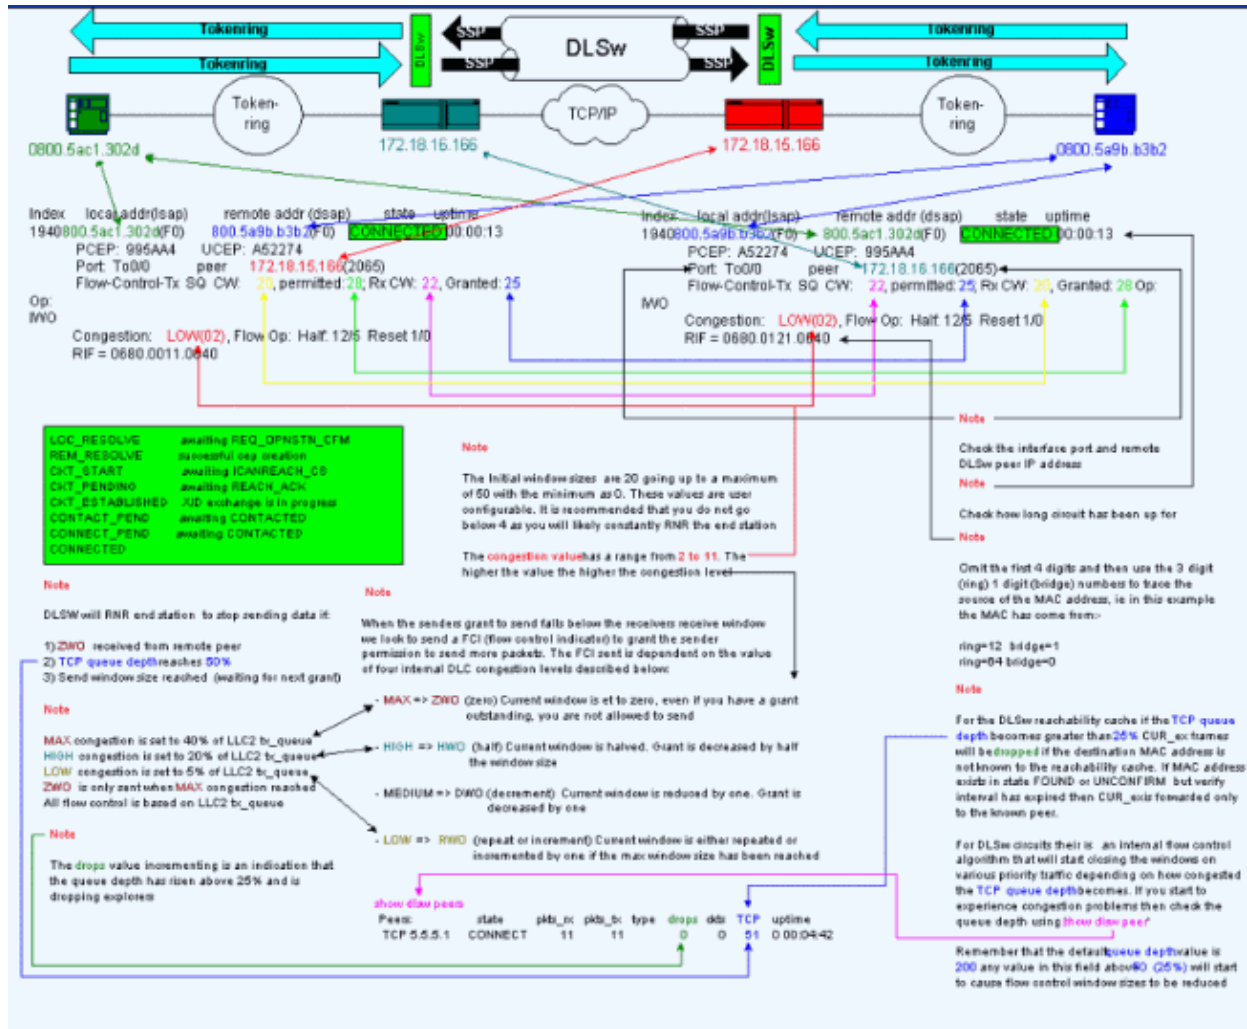 Tokenring
SSP
DLSw
SSP
Tokenring
DLSw
DLSw
Tokenring
SSP
SSP
Tokenring
Token-
ring
TCP/IP
Token-
ring
0800.5ac1.302d
172.18.16.166
172.18.15.166
0800.5a9b.b3b2
Index local addr(lsap) remote addr (dsap) state uptime
1940800.5ac1.302d(F0) 800.5a9b.b3b2(F0) CONNECTED 00:00:13
PCEP: 995AA4 UCEP: A52274
Port: To0/0 peer 172.18.15.166(2065)
Flow-Control-Tx SQ CW: 20, permitted:28; Rx CW: 22, Granted:25
Op:
IWO
Congestion: LOW(02), Flow Op: Half: 12/5 Reset 1/0
RIF = 0680.0011.0640
Index local addr(lsap) remote addr (dsap) state uptime
1940800.5a9b.b3b2(F0) 800.5ac1.302d(F0) CONNECTED 00:00:13
PCEP: A52274 UCEP: 995AA4
Port: To0/0 peer 172.18.16.166(2065)
Flow-Control-Tx SQ CW: 22, permitted:25; Rx CW: 20, Granted: 28 Op:
IWO
Congestion: LOW(02), Flow Op: Half: 12/5 Reset 1/0
RIF = 0680.0121.0640
LOC_RESOLVE awaiting REQ_OPNSTN_CFM
REM_RESOLVE successful cep creation
CKT_START awaiting ICANREACH_CS
CKT_PENDING awaiting REACH_ACK
CKT_ESTABLISHED XID exchange is in progress
CONTACT_PEND awaiting CONTACTED
CONNECT_PEND awaiting CONTACTED
CONNECTED
Note
The Initial window sizes are 20 going up to a maximum
of 50 with the minimum as 0. These values are user
configurable. It is recommended that you do not go
below 4 as you will likely constantly RNR the end station
The congestion value has a range from 2 to 11. The
higher the value the higher the congestion level
Note
Check the interface port and remote
DLSw peer IP address
Note
Check how long circuit has been up for
Note
Omit the first 4 digits and then use the 3 digit
(ring) 1 digit (bridge) numbers to trace the
source of the MAC address, ie in this example
the MAC has come from:-
ring=12 bridge=1
ring=64 bridge=0
Note
DLSW will RNR end station to stop sending data if:
1) ZWO received from remote peer
2) TCP queue depth reaches 50%
3) Send window size reached (waiting for next grant)
Note
MAX congestion is set to 40% of LLC2 tx_queue
HIGH congestion is set to 20% of LLC2 tx_queue
LOW congestion is set to 5% of LLC2 tx_queue
ZWO is only sent when MAX congestion reached
All flow control is based on LLC2 tx_queue
Note
The drops value incrementing is an indication that
the queue depth has risen above 25% and is
dropping explorers
Note
When the senders grant to send falls below the receivers receive window
we look to send a FCI (flow control indicator) to grant the sender
permission to send more packets. The FCI sent is dependent on the value
of four internal DLC congestion levels described below:
- MAX => ZWO (zero) Current window is et to zero, even if you have a grant
outstanding, you are not allowed to send
- HIGH => HWO (half) Current window is halved. Grant is decreased by half
the window size
- MEDIUM => DWO (decrement) Current window is reduced by one. Grant is
decreased by one
- LOW => RWO (repeat or increment) Current window is either repeated or
incremented by one if the max window size has been reached
show dlsw peers
Peers: state pkts_rx pkts_tx type drops ckts TCP uptime
TCP 5.5.5.1 CONNECT 11 11 0 0 51 0 00:04:42
Note
For the DLSw reachability cache if the TCP queue
depth becomes greater than 25% CUR_ex frames
will be dropped if the destination MAC address is
not known to the reachability cache. If MAC address
exists in state FOUND or UNCONFIRM but verify
interval has expired then CUR_ex is forwarded only
to the known peer.
For DLSw circuits their is an internal flow control
algorithm that will start closing the windows on
various priority traffic depending on how congested
the TCP queue depth becomes. If you start to
experience congestion problems then check the
queue depth using 'show dlsw peer'
Remember that the default queue depth value is
200 any value in this field above 50 (25%) will start
to cause flow control window sizes to be reduced